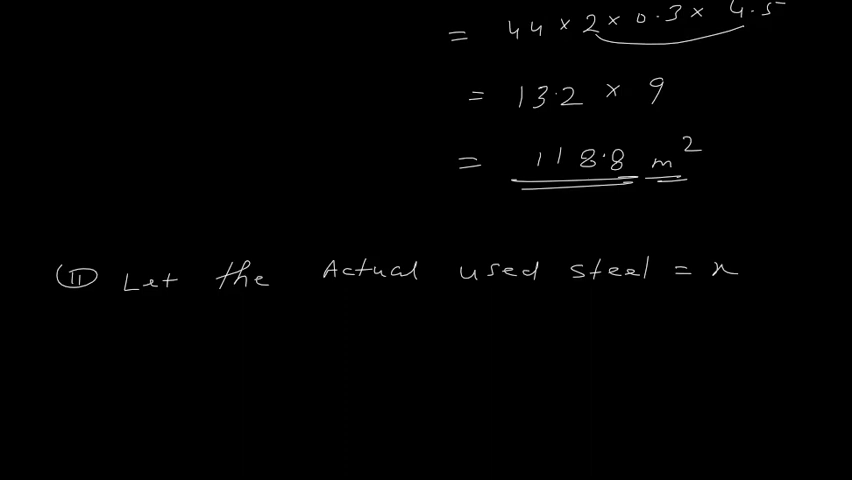 = 44 × 2 × 0.3 × 4.5
= 13.2 × 9
= 118.8 m²
(II) Let the Actual used steel = x